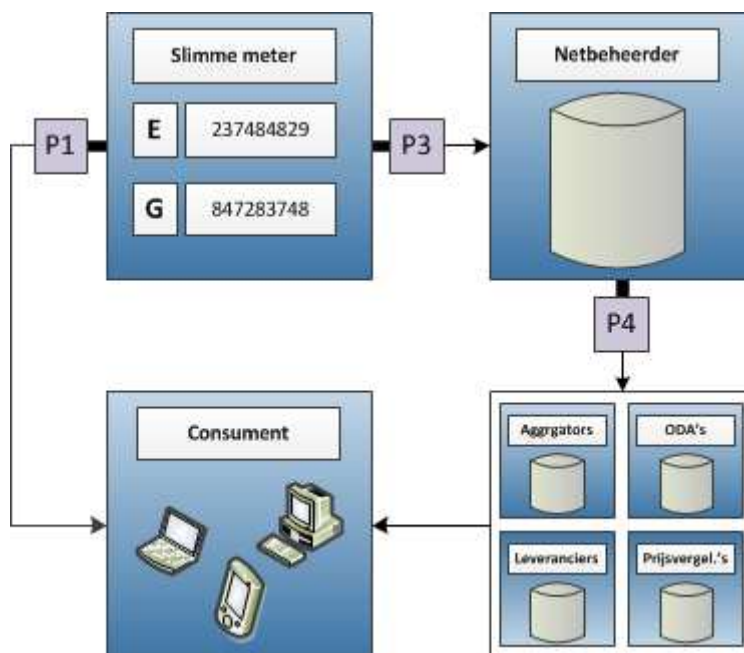 Slimme meter
Netbeheerder
P1
E
237484829
P3
G
847283748
P4
Consument
Aggrgators
ODA's
Leveranciers
Prijsvergel.'s